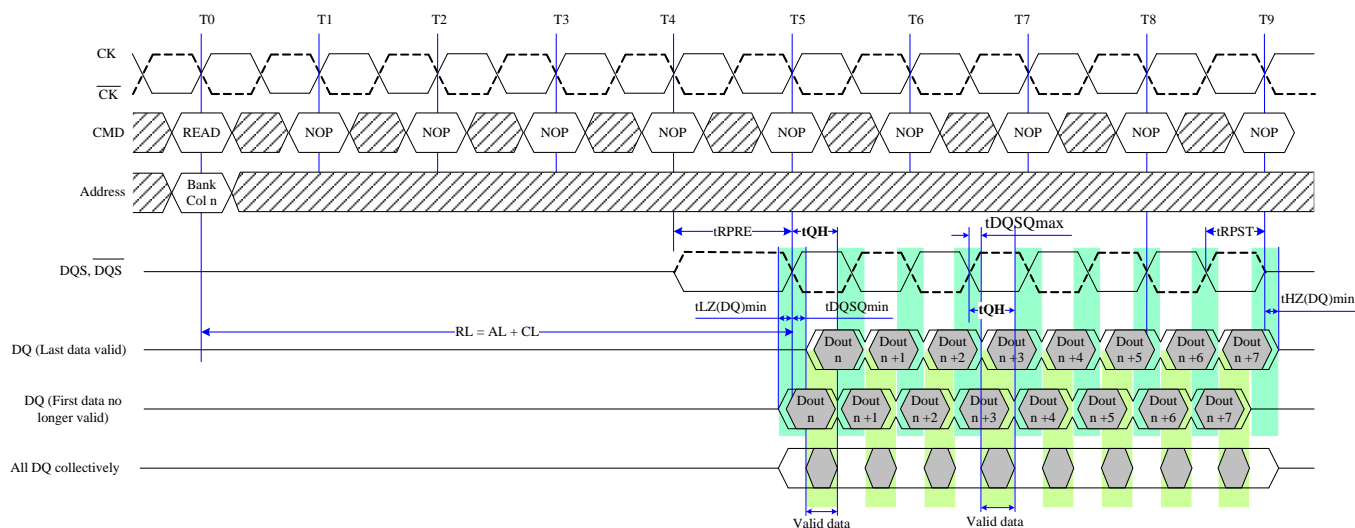 T0 T1 T2 T3 T4 T5 T6 T7 T8 T9
CK
CK
CMD READ NOP NOP NOP NOP NOP NOP NOP NOP NOP
Address Bank
Col n
tRPRE tQH tDQSQmax tRPST
DQS, DQS
tLZ(DQ)min tDQSQmin tQH tHZ(DQ)min
RL = AL + CL
DQ (Last data valid) Dout Dout Dout Dout Dout Dout Dout Dout
n n +1 n +2 n +3 n +4 n +5 n +6 n +7
DQ (First data no
longer valid)
Dout Dout Dout Dout Dout Dout Dout Dout
n n +1 n +2 n +3 n +4 n +5 n +6 n +7
All DQ collectively
Valid data Valid data